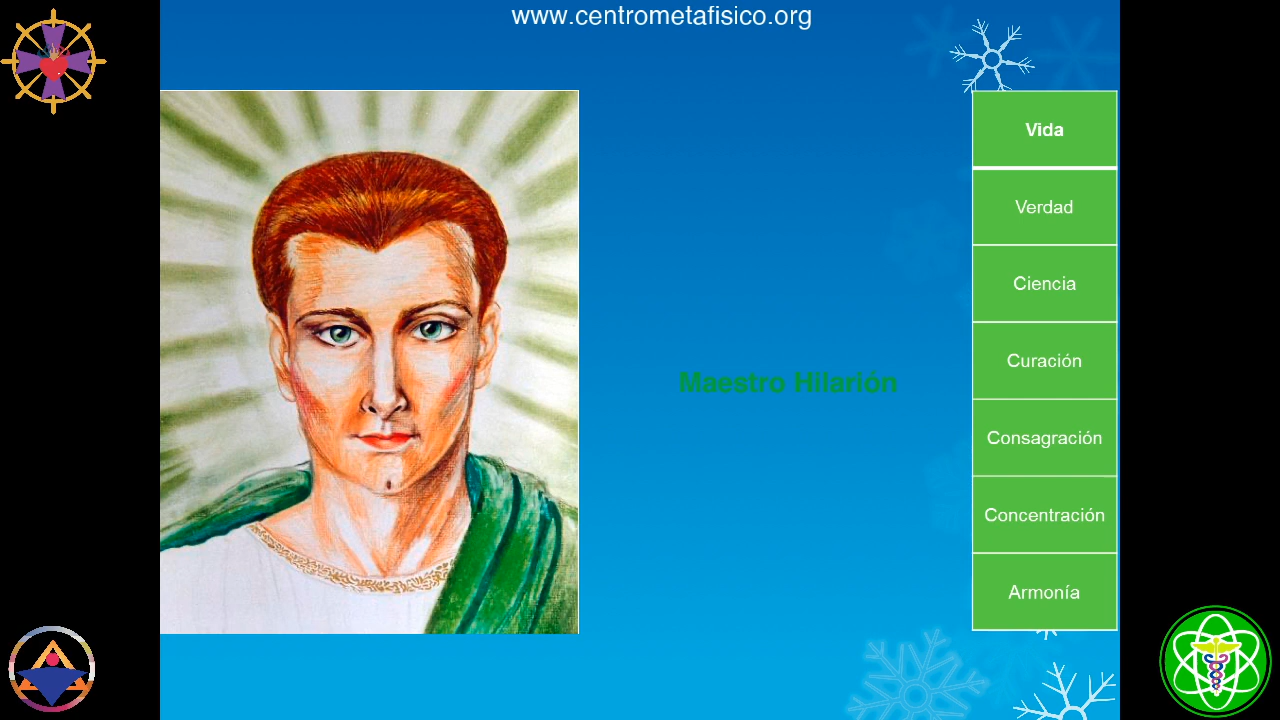 www.centrometafisico.org
Maestro Hilarión
Vida
Verdad
Ciencia
Curación
Consagración
Concentración
Armonía